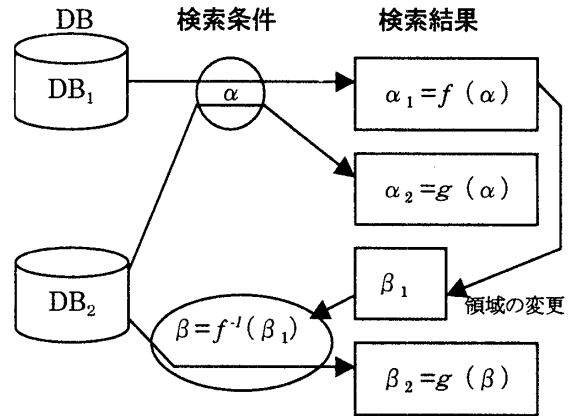 DB 検索条件 検索結果
DB₁
α
α₁=f (α)
α₂=g (α)
DB₂
β₁
領域の変更
β=f⁻¹(β₁)
β₂=g (β)